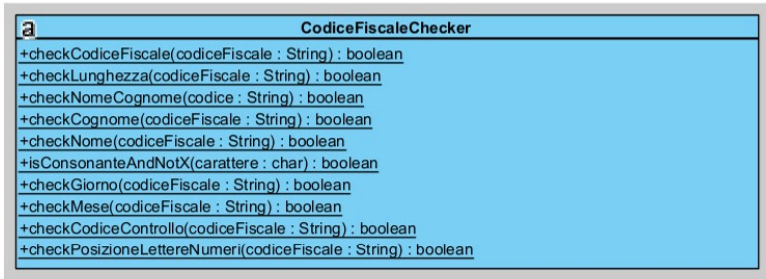 a
CodiceFiscaleChecker
+checkCodiceFiscale(codiceFiscale : String) : boolean
+checkLunghezza(codiceFiscale : String) : boolean
+checkNomeCognome(codice : String) : boolean
+checkCognome(codiceFiscale : String) : boolean
+checkNome(codiceFiscale : String) : boolean
+isConsonanteAndNotX(carattere : char) : boolean
+checkGiorno(codiceFiscale : String) : boolean
+checkMese(codiceFiscale : String) : boolean
+checkCodiceControllo(codiceFiscale : String) : boolean
+checkPosizioneLettereNumeri(codiceFiscale : String) : boolean